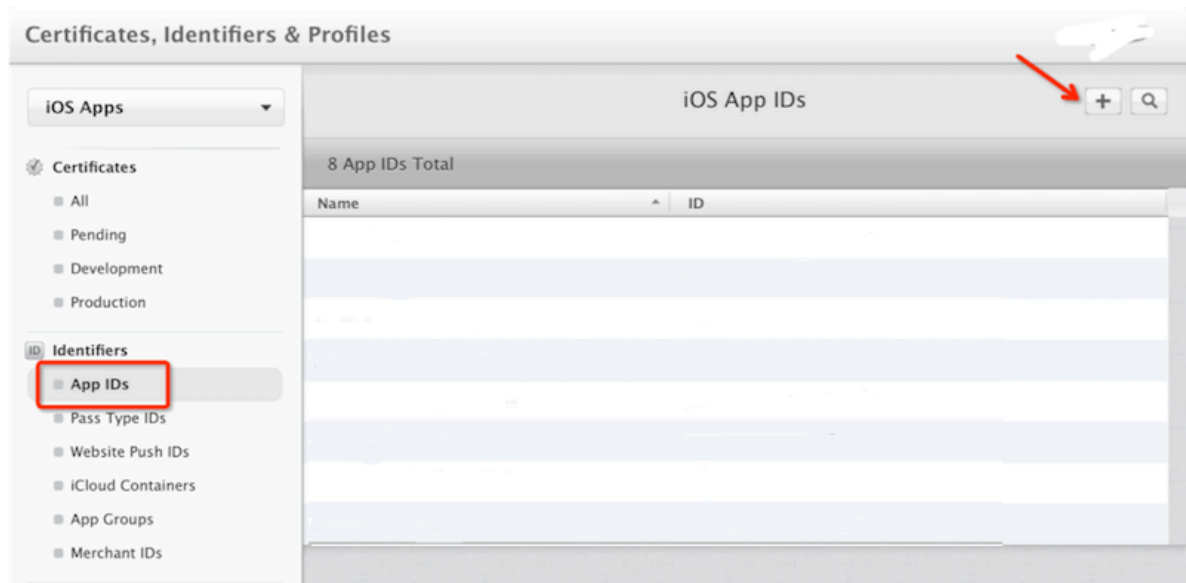 Certificates, Identifiers & Profiles
iOS Apps
iOS App IDs
Certificates
8 App IDs Total
All
Name
ID
Pending
Development
Production
ID
Identifiers
App IDs
Pass Type IDs
Website Push IDs
iCloud Containers
App Groups
Merchant IDs